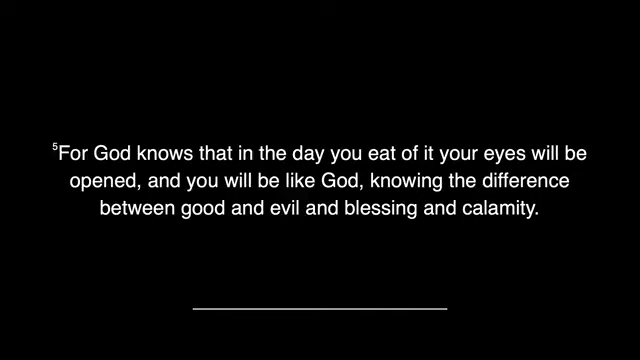 ⁵For God knows that in the day you eat of it your eyes will be
opened, and you will be like God, knowing the difference
between good and evil and blessing and calamity.